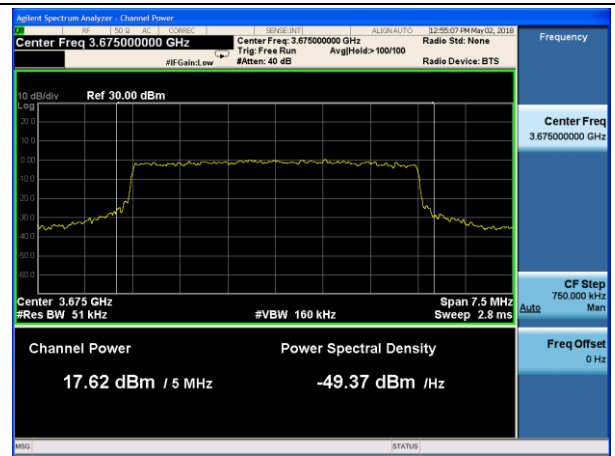 Agilent Spectrum Analyzer - Channel Power
RF 50 Ω AC CORREC SENSE:INT ALIGN AUTO 12:55:07 PM May 02, 2018
Center Freq 3.675000000 GHz Center Freq: 3.675000000 GHz Radio Std: None Frequency
Trig: Free Run Avg|Hold:> 100/100
#IFGain:Low #Atten: 40 dB Radio Device: BTS
10 dB/div Ref 30.00 dBm
Log
20.0
10.0
0.00
-10.0
-20.0
-30.0
-40.0
-50.0
-60.0
Center Freq
3.675000000 GHz
Center 3.675 GHz Span 7.5 MHz
#Res BW 51 kHz #VBW 160 kHz Sweep 2.8 ms
CF Step
750.000 kHz
Auto Man
Channel Power Power Spectral Density
17.62 dBm / 5 MHz -49.37 dBm /Hz
Freq Offset
0 Hz
MSG STATUS